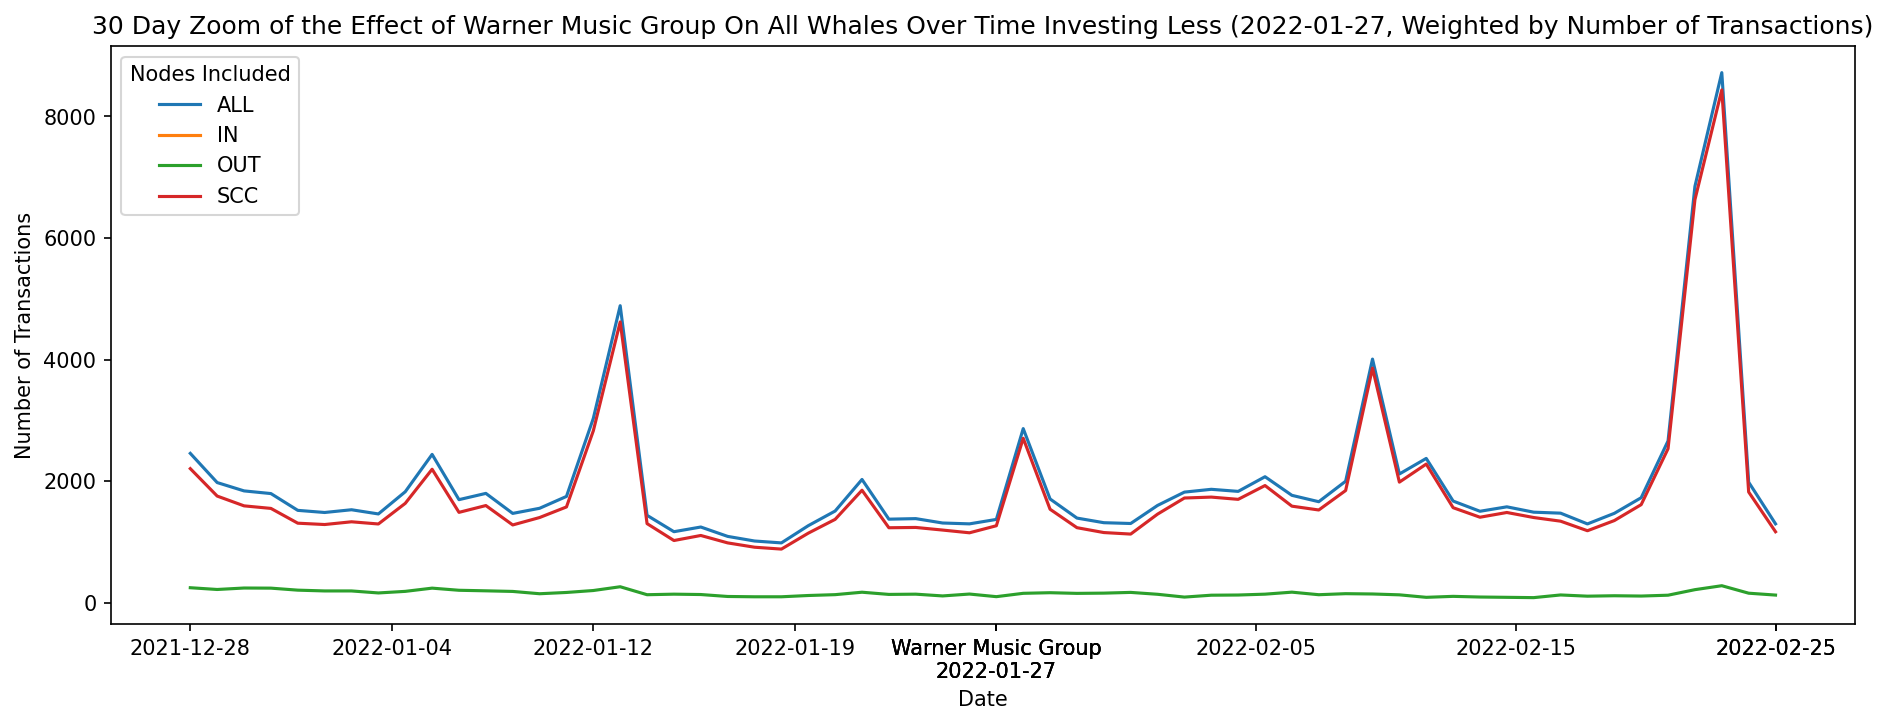 30 Day Zoom of the Effect of Warner Music Group On All Whales Over Time Investing Less (2022-01-27, Weighted by Number of Transactions)
Nodes Included
ALL
IN
OUT
SCC
Number of Transactions
8000
6000
4000
2000
0
2021-12-28
2022-01-04
2022-01-12
2022-01-19
Warner Music Group
2022-01-27
2022-02-05
2022-02-15
2022-02-25
Date